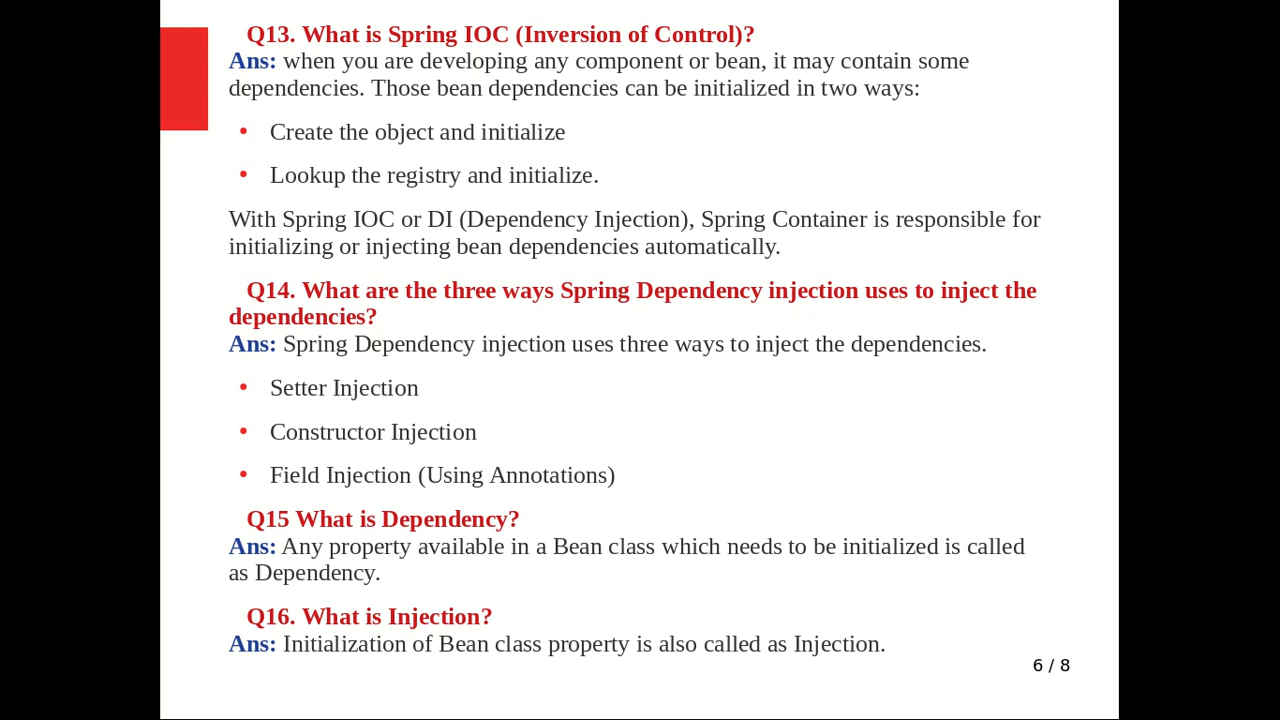 Q13. What is Spring IOC (Inversion of Control)?
Ans: when you are developing any component or bean, it may contain some
dependencies. Those bean dependencies can be initialized in two ways:
• Create the object and initialize
• Lookup the registry and initialize.
With Spring IOC or DI (Dependency Injection), Spring Container is responsible for
initializing or injecting bean dependencies automatically.
Q14. What are the three ways Spring Dependency injection uses to inject the
dependencies?
Ans: Spring Dependency injection uses three ways to inject the dependencies.
• Setter Injection
• Constructor Injection
• Field Injection (Using Annotations)
Q15 What is Dependency?
Ans: Any property available in a Bean class which needs to be initialized is called
as Dependency.
Q16. What is Injection?
Ans: Initialization of Bean class property is also called as Injection.
6 / 8